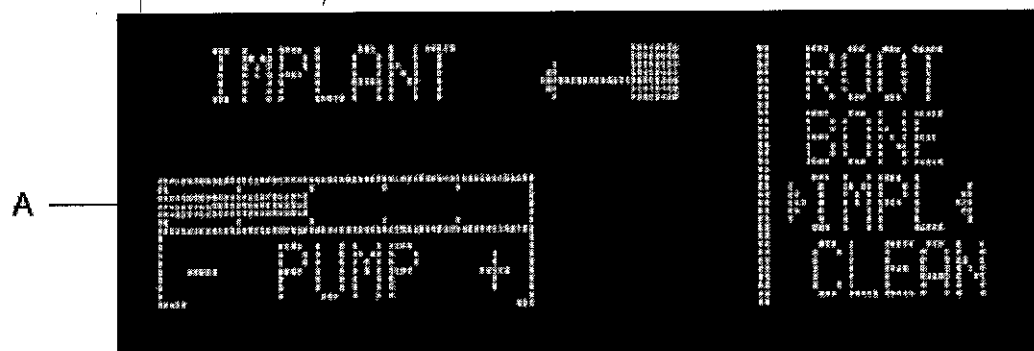 IMPLANT
ROOT
BONE
IMPL
CLEAN
A
- PUMP +